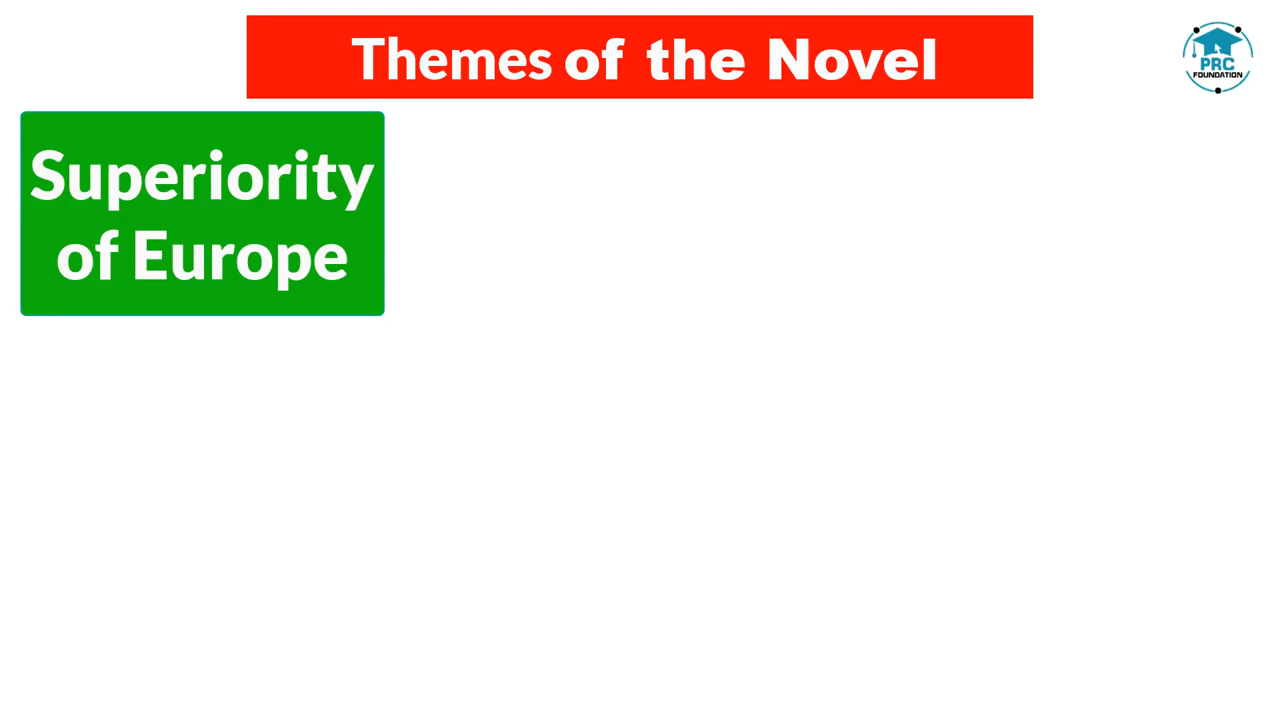 Themes of the Novel
PRC
FOUNDATION
Superiority
of Europe